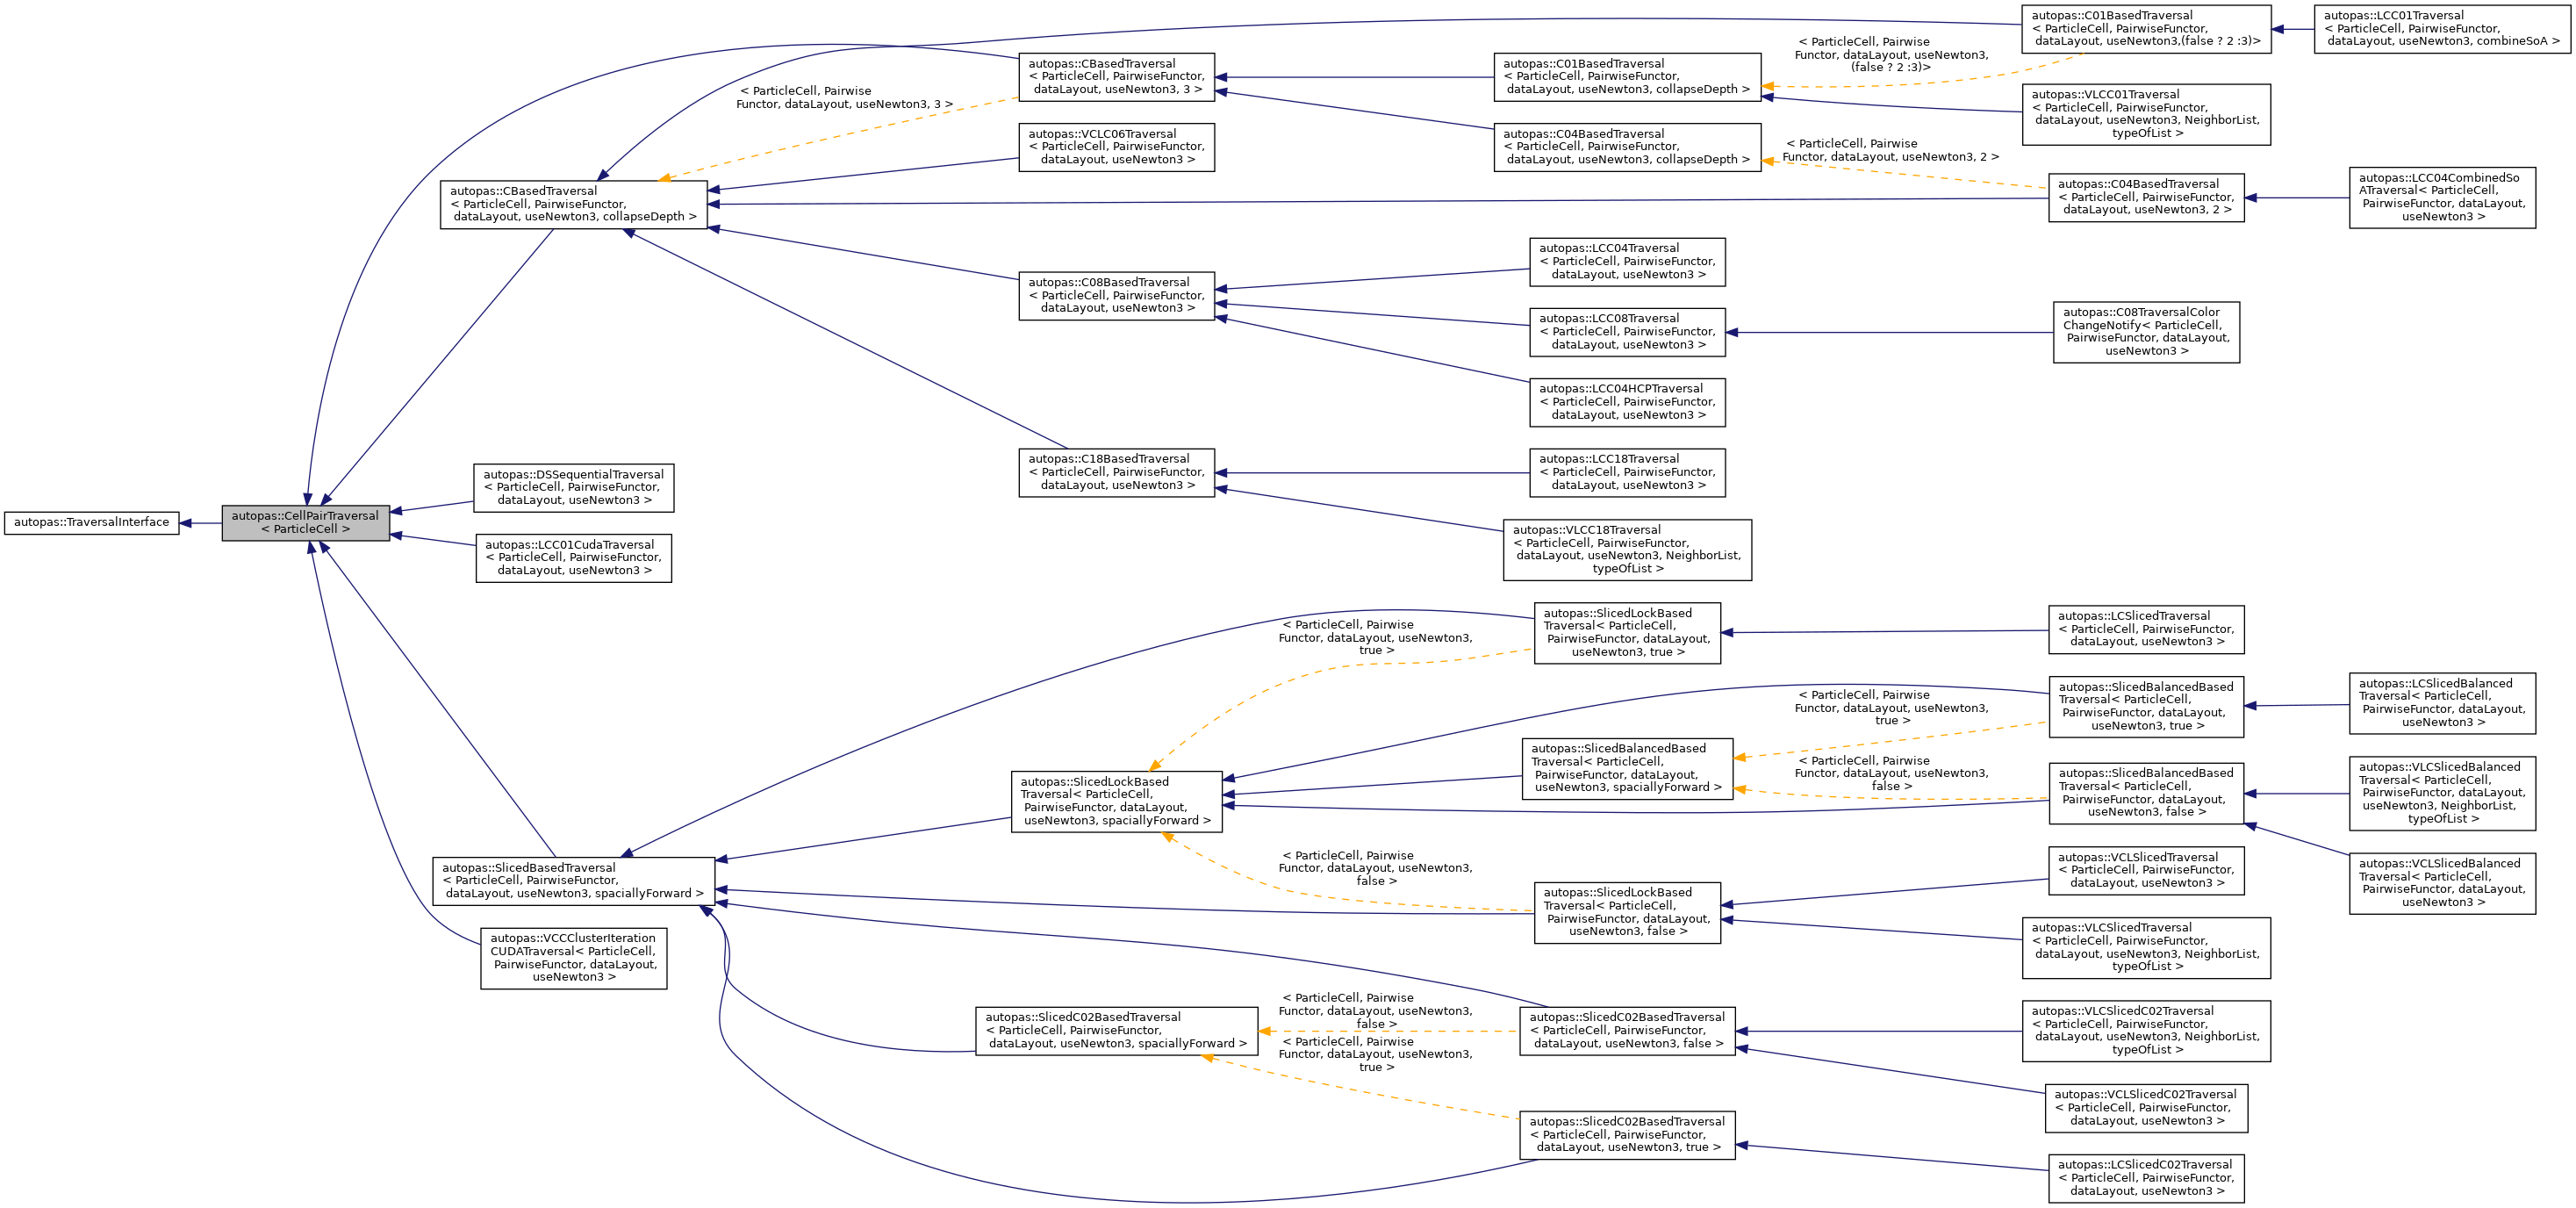 autopas::TraversalInterface
autopas::CellPairTraversal
< ParticleCell >
autopas::CBasedTraversal
< ParticleCell, PairwiseFunctor,
dataLayout, useNewton3, collapseDepth >
autopas::DSSequentialTraversal
< ParticleCell, PairwiseFunctor,
dataLayout, useNewton3 >
autopas::LCC01CudaTraversal
< ParticleCell, PairwiseFunctor,
dataLayout, useNewton3 >
autopas::SlicedBasedTraversal
< ParticleCell, PairwiseFunctor,
dataLayout, useNewton3, spaciallyForward >
autopas::VCCClusterIteration
CUDATraversal< ParticleCell,
PairwiseFunctor, dataLayout,
useNewton3 >
< ParticleCell, Pairwise
Functor, dataLayout, useNewton3, 3 >
autopas::CBasedTraversal
< ParticleCell, PairwiseFunctor,
dataLayout, useNewton3, 3 >
autopas::VCLC06Traversal
< ParticleCell, PairwiseFunctor,
dataLayout, useNewton3 >
autopas::C08BasedTraversal
< ParticleCell, PairwiseFunctor,
dataLayout, useNewton3 >
autopas::C18BasedTraversal
< ParticleCell, PairwiseFunctor,
dataLayout, useNewton3 >
autopas::SlicedLockBased
Traversal< ParticleCell,
PairwiseFunctor, dataLayout,
useNewton3, spaciallyForward >
autopas::SlicedC02BasedTraversal
< ParticleCell, PairwiseFunctor,
dataLayout, useNewton3, spaciallyForward >
< ParticleCell, Pairwise
Functor, dataLayout, useNewton3,
true >
< ParticleCell, Pairwise
Functor, dataLayout, useNewton3,
false >
< ParticleCell, Pairwise
Functor, dataLayout, useNewton3,
false >
< ParticleCell, Pairwise
Functor, dataLayout, useNewton3,
true >
autopas::C01BasedTraversal
< ParticleCell, PairwiseFunctor,
dataLayout, useNewton3, collapseDepth >
autopas::C04BasedTraversal
< ParticleCell, PairwiseFunctor,
dataLayout, useNewton3, collapseDepth >
autopas::LCC04Traversal
< ParticleCell, PairwiseFunctor,
dataLayout, useNewton3 >
autopas::LCC08Traversal
< ParticleCell, PairwiseFunctor,
dataLayout, useNewton3 >
autopas::LCC04HCPTraversal
< ParticleCell, PairwiseFunctor,
dataLayout, useNewton3 >
autopas::LCC18Traversal
< ParticleCell, PairwiseFunctor,
dataLayout, useNewton3 >
autopas::VLCC18Traversal
< ParticleCell, PairwiseFunctor,
dataLayout, useNewton3, NeighborList,
typeOfList >
autopas::SlicedLockBased
Traversal< ParticleCell,
PairwiseFunctor, dataLayout,
useNewton3, true >
autopas::SlicedBalancedBased
Traversal< ParticleCell,
PairwiseFunctor, dataLayout,
useNewton3, spaciallyForward >
autopas::SlicedLockBased
Traversal< ParticleCell,
PairwiseFunctor, dataLayout,
useNewton3, false >
autopas::SlicedC02BasedTraversal
< ParticleCell, PairwiseFunctor,
dataLayout, useNewton3, false >
autopas::SlicedC02BasedTraversal
< ParticleCell, PairwiseFunctor,
dataLayout, useNewton3, true >
< ParticleCell, Pairwise
Functor, dataLayout, useNewton3,
(false ? 2 :3)>
< ParticleCell, Pairwise
Functor, dataLayout, useNewton3, 2 >
< ParticleCell, Pairwise
Functor, dataLayout, useNewton3,
true >
< ParticleCell, Pairwise
Functor, dataLayout, useNewton3,
false >
autopas::C01BasedTraversal
< ParticleCell, PairwiseFunctor,
dataLayout, useNewton3,(false ? 2 :3)>
autopas::VLCC01Traversal
< ParticleCell, PairwiseFunctor,
dataLayout, useNewton3, NeighborList,
typeOfList >
autopas::C04BasedTraversal
< ParticleCell, PairwiseFunctor,
dataLayout, useNewton3, 2 >
autopas::C08TraversalColor
ChangeNotify< ParticleCell,
PairwiseFunctor, dataLayout,
useNewton3 >
autopas::LCSlicedTraversal
< ParticleCell, PairwiseFunctor,
dataLayout, useNewton3 >
autopas::SlicedBalancedBased
Traversal< ParticleCell,
PairwiseFunctor, dataLayout,
useNewton3, true >
autopas::SlicedBalancedBased
Traversal< ParticleCell,
PairwiseFunctor, dataLayout,
useNewton3, false >
autopas::VCLSlicedTraversal
< ParticleCell, PairwiseFunctor,
dataLayout, useNewton3 >
autopas::VLCSlicedTraversal
< ParticleCell, PairwiseFunctor,
dataLayout, useNewton3, NeighborList,
typeOfList >
autopas::VLCSlicedC02Traversal
< ParticleCell, PairwiseFunctor,
dataLayout, useNewton3, NeighborList,
typeOfList >
autopas::VCLSlicedC02Traversal
< ParticleCell, PairwiseFunctor,
dataLayout, useNewton3 >
autopas::LCSlicedC02Traversal
< ParticleCell, PairwiseFunctor,
dataLayout, useNewton3 >
autopas::LCC01Traversal
< ParticleCell, PairwiseFunctor,
dataLayout, useNewton3, combineSoA >
autopas::LCC04CombinedSo
ATraversal< ParticleCell,
PairwiseFunctor, dataLayout,
useNewton3 >
autopas::LCSlicedBalanced
Traversal< ParticleCell,
PairwiseFunctor, dataLayout,
useNewton3 >
autopas::VLCSlicedBalanced
Traversal< ParticleCell,
PairwiseFunctor, dataLayout,
useNewton3, NeighborList,
typeOfList >
autopas::VCLSlicedBalanced
Traversal< ParticleCell,
PairwiseFunctor, dataLayout,
useNewton3 >